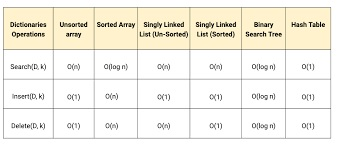 Dictionaries Operations | Unsorted array | Sorted Array | Singly Linked List (Un-Sorted) | Singly Linked List (Sorted) | Binary Search Tree | Hash Table
Search(D, k) | O(n) | O(log n) | O(n) | O(n) | O(log n) | O(1)
Insert(D, k) | O(1) | O(n) | O(n) | O(1) | O(log n) | O(1)
Delete(D, k) | O(1) | O(n) | O(n) | O(1) | O(log n) | O(1)